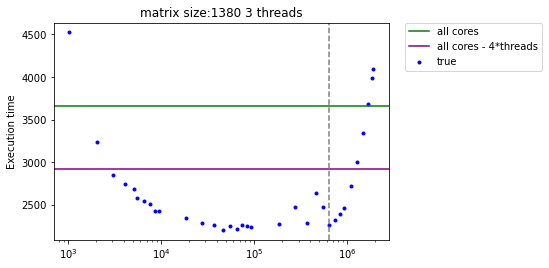 matrix size:1380 3 threads
4500
4000
3500
3000
2500
Execution time
10³
10⁴
10⁵
10⁶
all cores
all cores - 4*threads
true